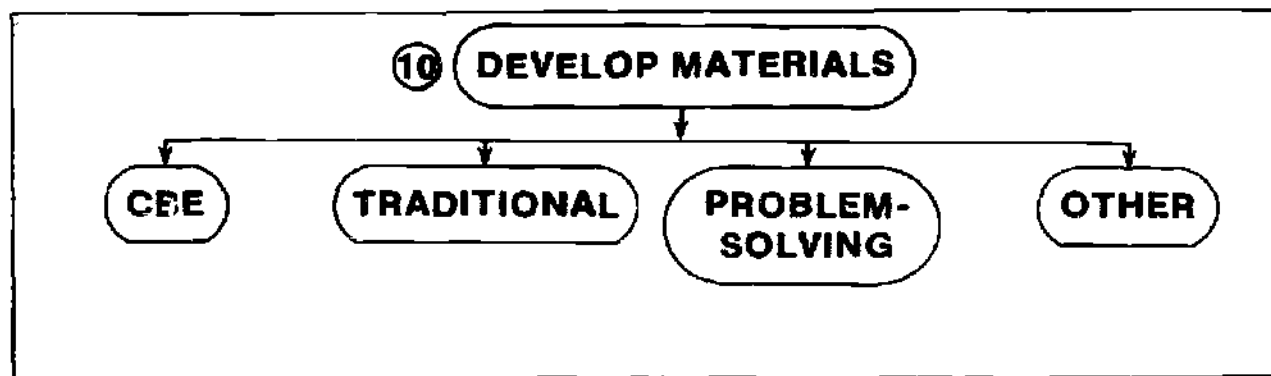 10 DEVELOP MATERIALS
CBE
TRADITIONAL
PROBLEM-
SOLVING
OTHER